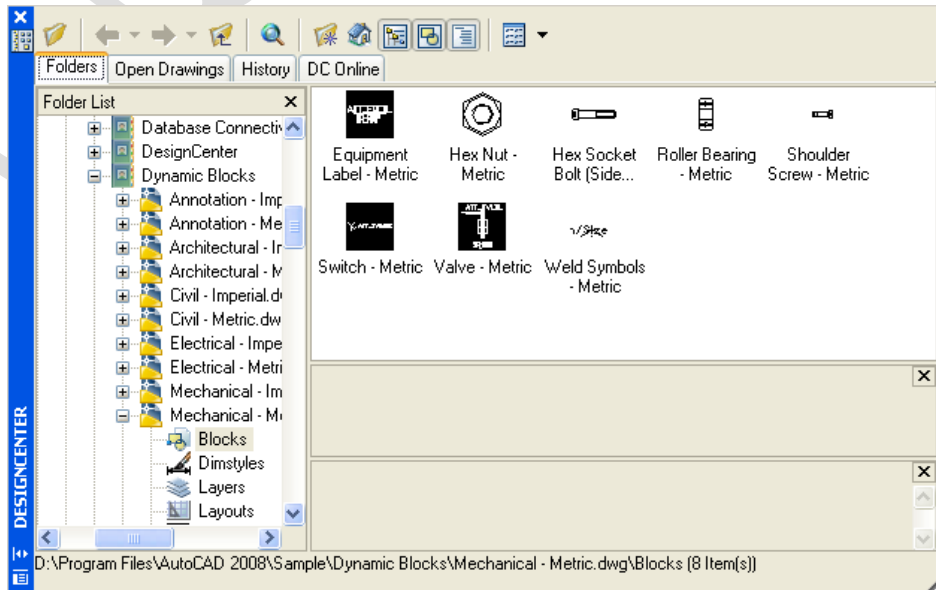 Folders Open Drawings History DC Online
Folder List
Database Connectiv
DesignCenter
Dynamic Blocks
Annotation - Imp
Annotation - Me
Architectural - Ir
Architectural - M
Civil - Imperial.d
Civil - Metric.dw
Electrical - Impe
Electrical - Metri
Mechanical - Im
Mechanical - M
Blocks
Dimstyles
Layers
Layouts
Equipment
Label - Metric
Hex Nut -
Metric
Hex Socket
Bolt (Side...
Roller Bearing
- Metric
Shoulder
Screw - Metric
Size
Switch - Metric
Valve - Metric
Weld Symbols
- Metric
DESIGNCENTER
D:\Program Files\AutoCAD 2008\Sample\Dynamic Blocks\Mechanical - Metric.dwg\Blocks (8 Item(s))